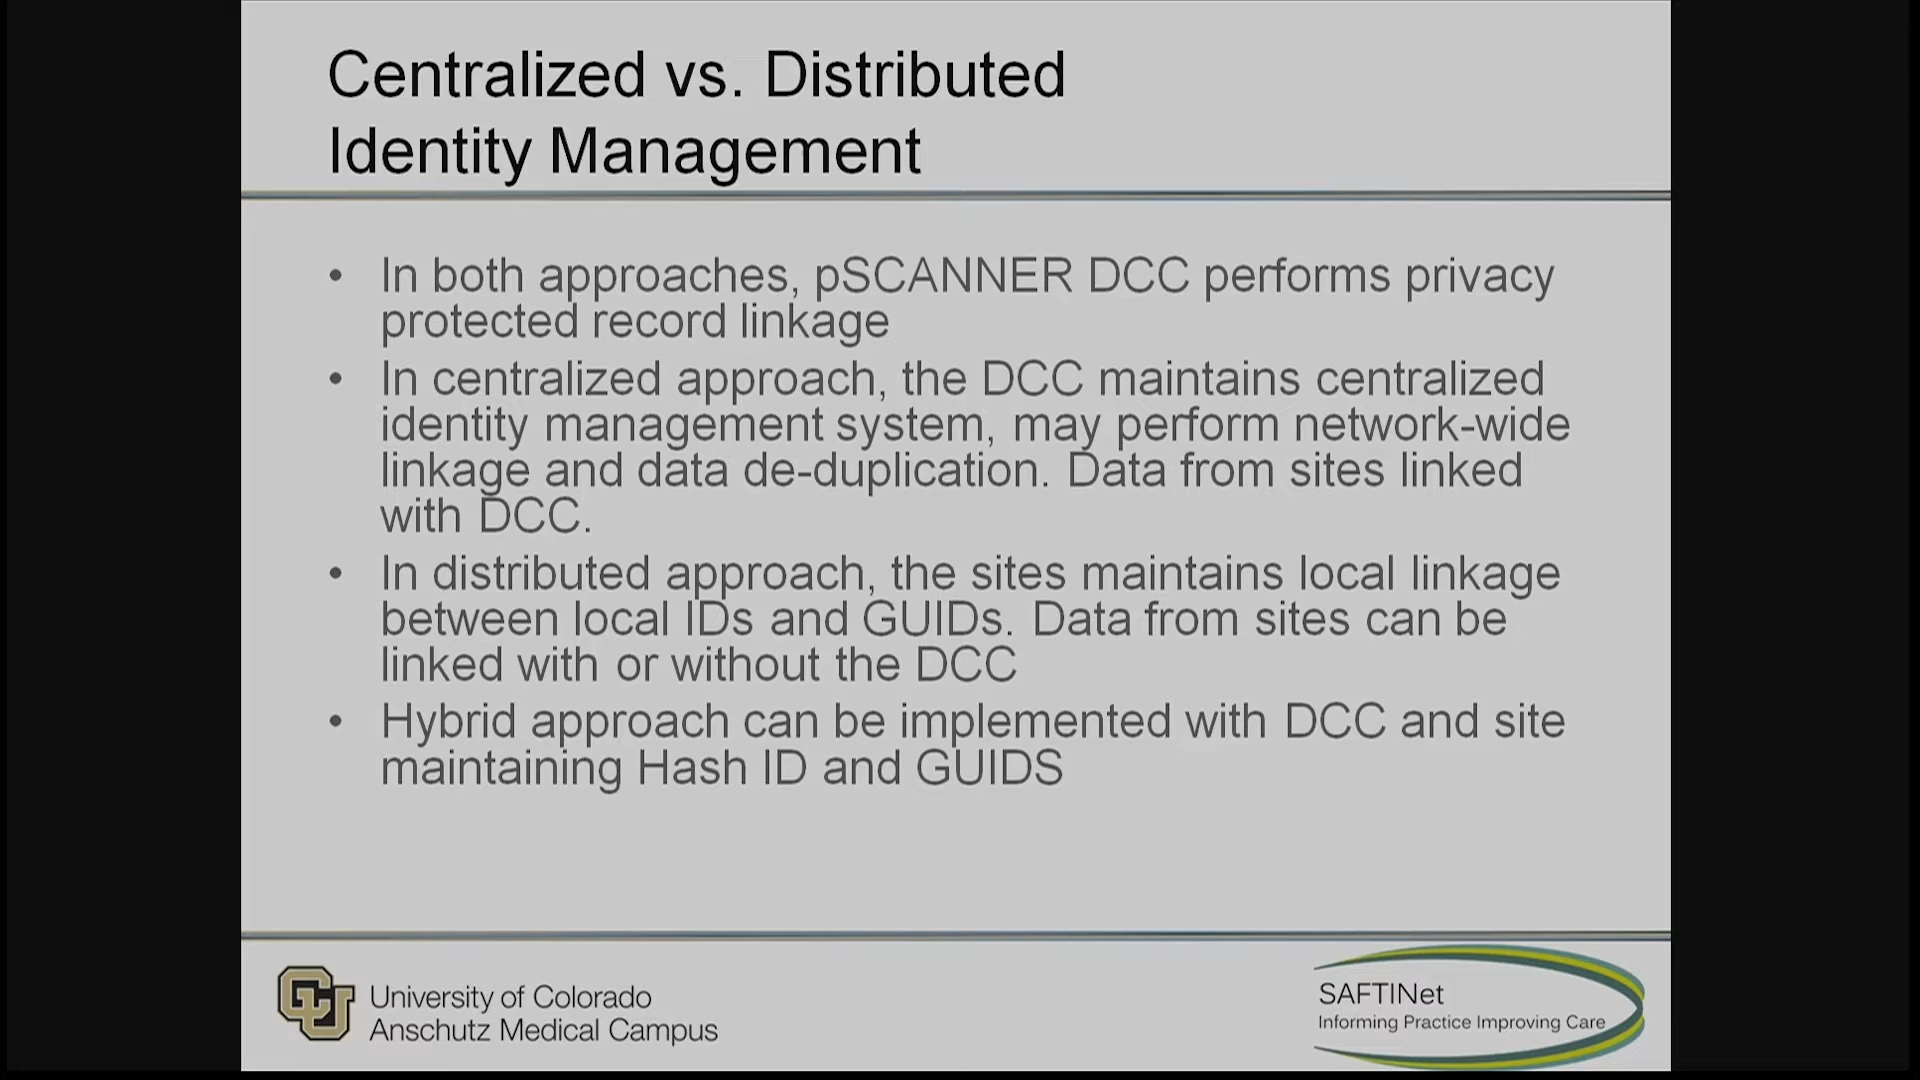 Centralized vs. Distributed
Identity Management
• In both approaches, pSCANNER DCC performs privacy
protected record linkage
• In centralized approach, the DCC maintains centralized
identity management system, may perform network-wide
linkage and data de-duplication. Data from sites linked
with DCC.
• In distributed approach, the sites maintains local linkage
between local IDs and GUIDs. Data from sites can be
linked with or without the DCC
• Hybrid approach can be implemented with DCC and site
maintaining Hash ID and GUIDS
CU
University of Colorado
Anschutz Medical Campus
SAFTINet
Informing Practice Improving Care